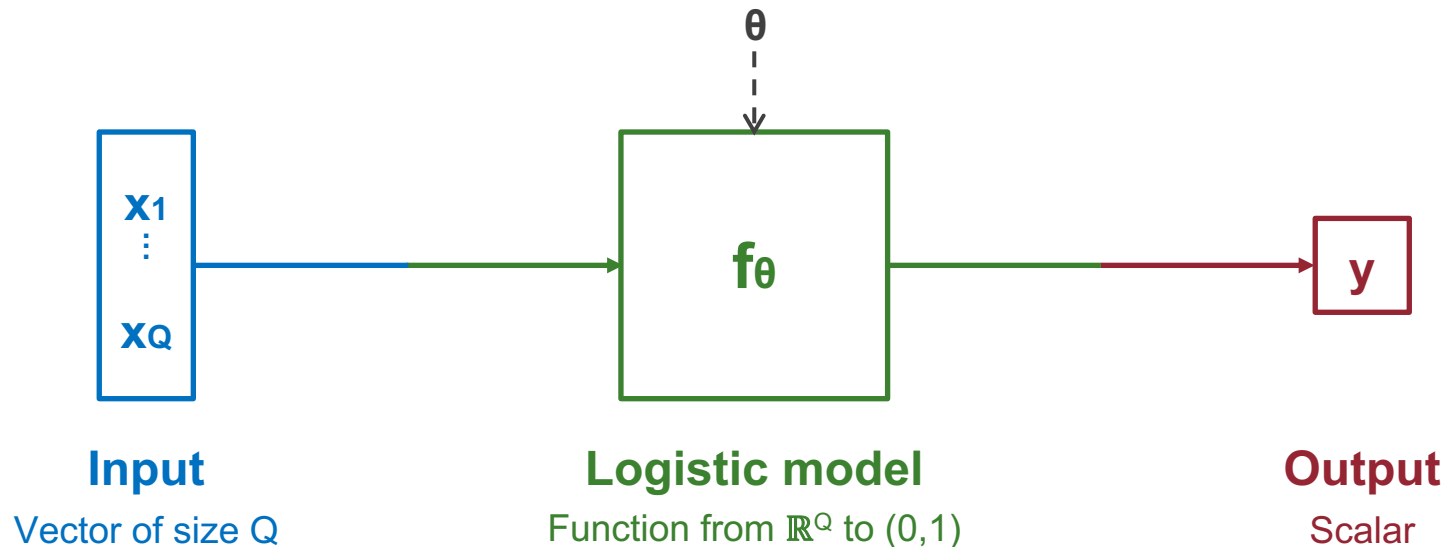 θ
x1
⋮
xQ
fθ
y
Input
Logistic model
Output
Vector of size Q
Function from ℝQ to (0,1)
Scalar